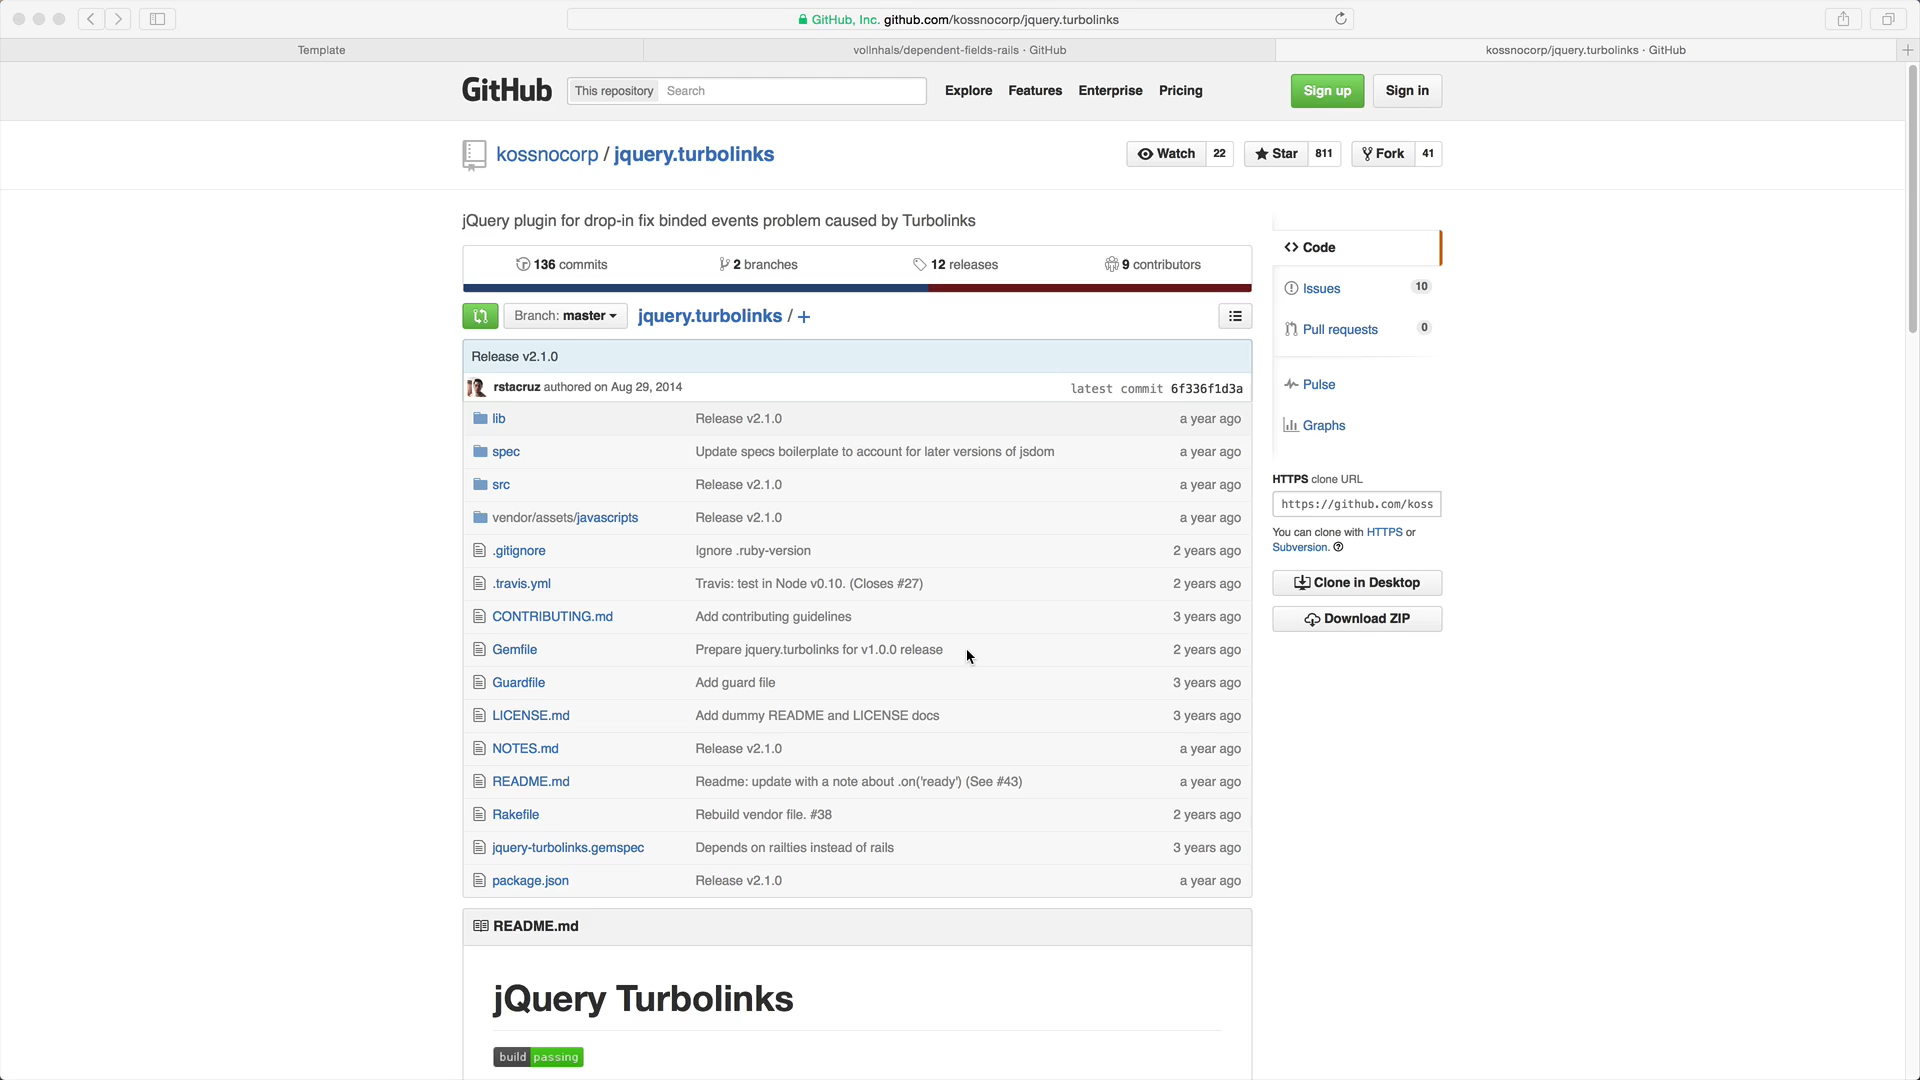 GitHub, Inc. github.com/kossnocorp/jquery.turbolinks
Template
vollnhals/dependent-fields-rails · GitHub
kossnocorp/jquery.turbolinks · GitHub
GitHub This repository Search Explore Features Enterprise Pricing Sign up Sign in
kossnocorp / jquery.turbolinks Watch 22 Star 811 Fork 41
jQuery plugin for drop-in fix binded events problem caused by Turbolinks
136 commits 2 branches 12 releases 9 contributors
Branch: master jquery.turbolinks / +
Release v2.1.0
rstacruz authored on Aug 29, 2014 latest commit 6f336f1d3a
lib Release v2.1.0 a year ago
spec Update specs boilerplate to account for later versions of jsdom a year ago
src Release v2.1.0 a year ago
vendor/assets/javascripts Release v2.1.0 a year ago
.gitignore Ignore .ruby-version 2 years ago
.travis.yml Travis: test in Node v0.10. (Closes #27) 2 years ago
CONTRIBUTING.md Add contributing guidelines 3 years ago
Gemfile Prepare jquery.turbolinks for v1.0.0 release 2 years ago
Guardfile Add guard file 3 years ago
LICENSE.md Add dummy README and LICENSE docs 3 years ago
NOTES.md Release v2.1.0 a year ago
README.md Readme: update with a note about .on('ready') (See #43) a year ago
Rakefile Rebuild vendor file. #38 2 years ago
jquery-turbolinks.gemspec Depends on railties instead of rails 3 years ago
package.json Release v2.1.0 a year ago
README.md
jQuery Turbolinks
build passing
Code
Issues 10
Pull requests 0
Pulse
Graphs
HTTPS clone URL
https://github.com/koss
You can clone with HTTPS or
Subversion.
Clone in Desktop
Download ZIP